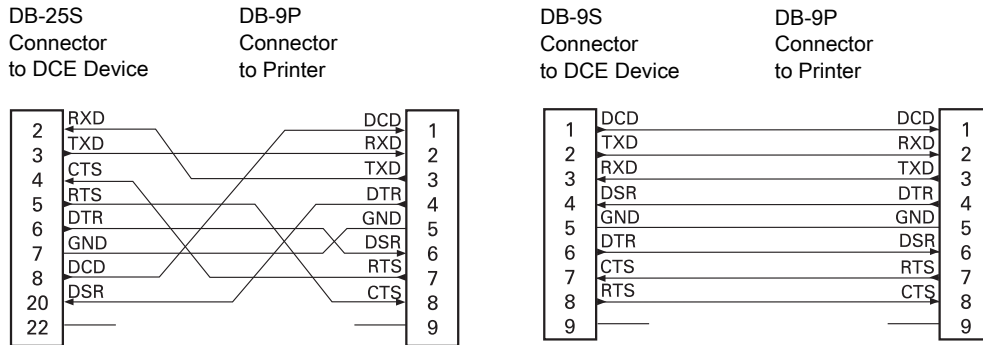 DB-25S
Connector
to DCE Device
DB-9P
Connector
to Printer
2 RXD DCD 1
3 TXD RXD 2
4 CTS TXD 3
5 RTS DTR 4
6 DTR GND 5
7 GND DSR 6
8 DCD RTS 7
20 DSR CTS 8
22 9
DB-9S
Connector
to DCE Device
DB-9P
Connector
to Printer
1 DCD DCD 1
2 TXD RXD 2
3 RXD TXD 3
4 DSR DTR 4
5 GND GND 5
6 DTR DSR 6
7 CTS RTS 7
8 RTS CTS 8
9 9